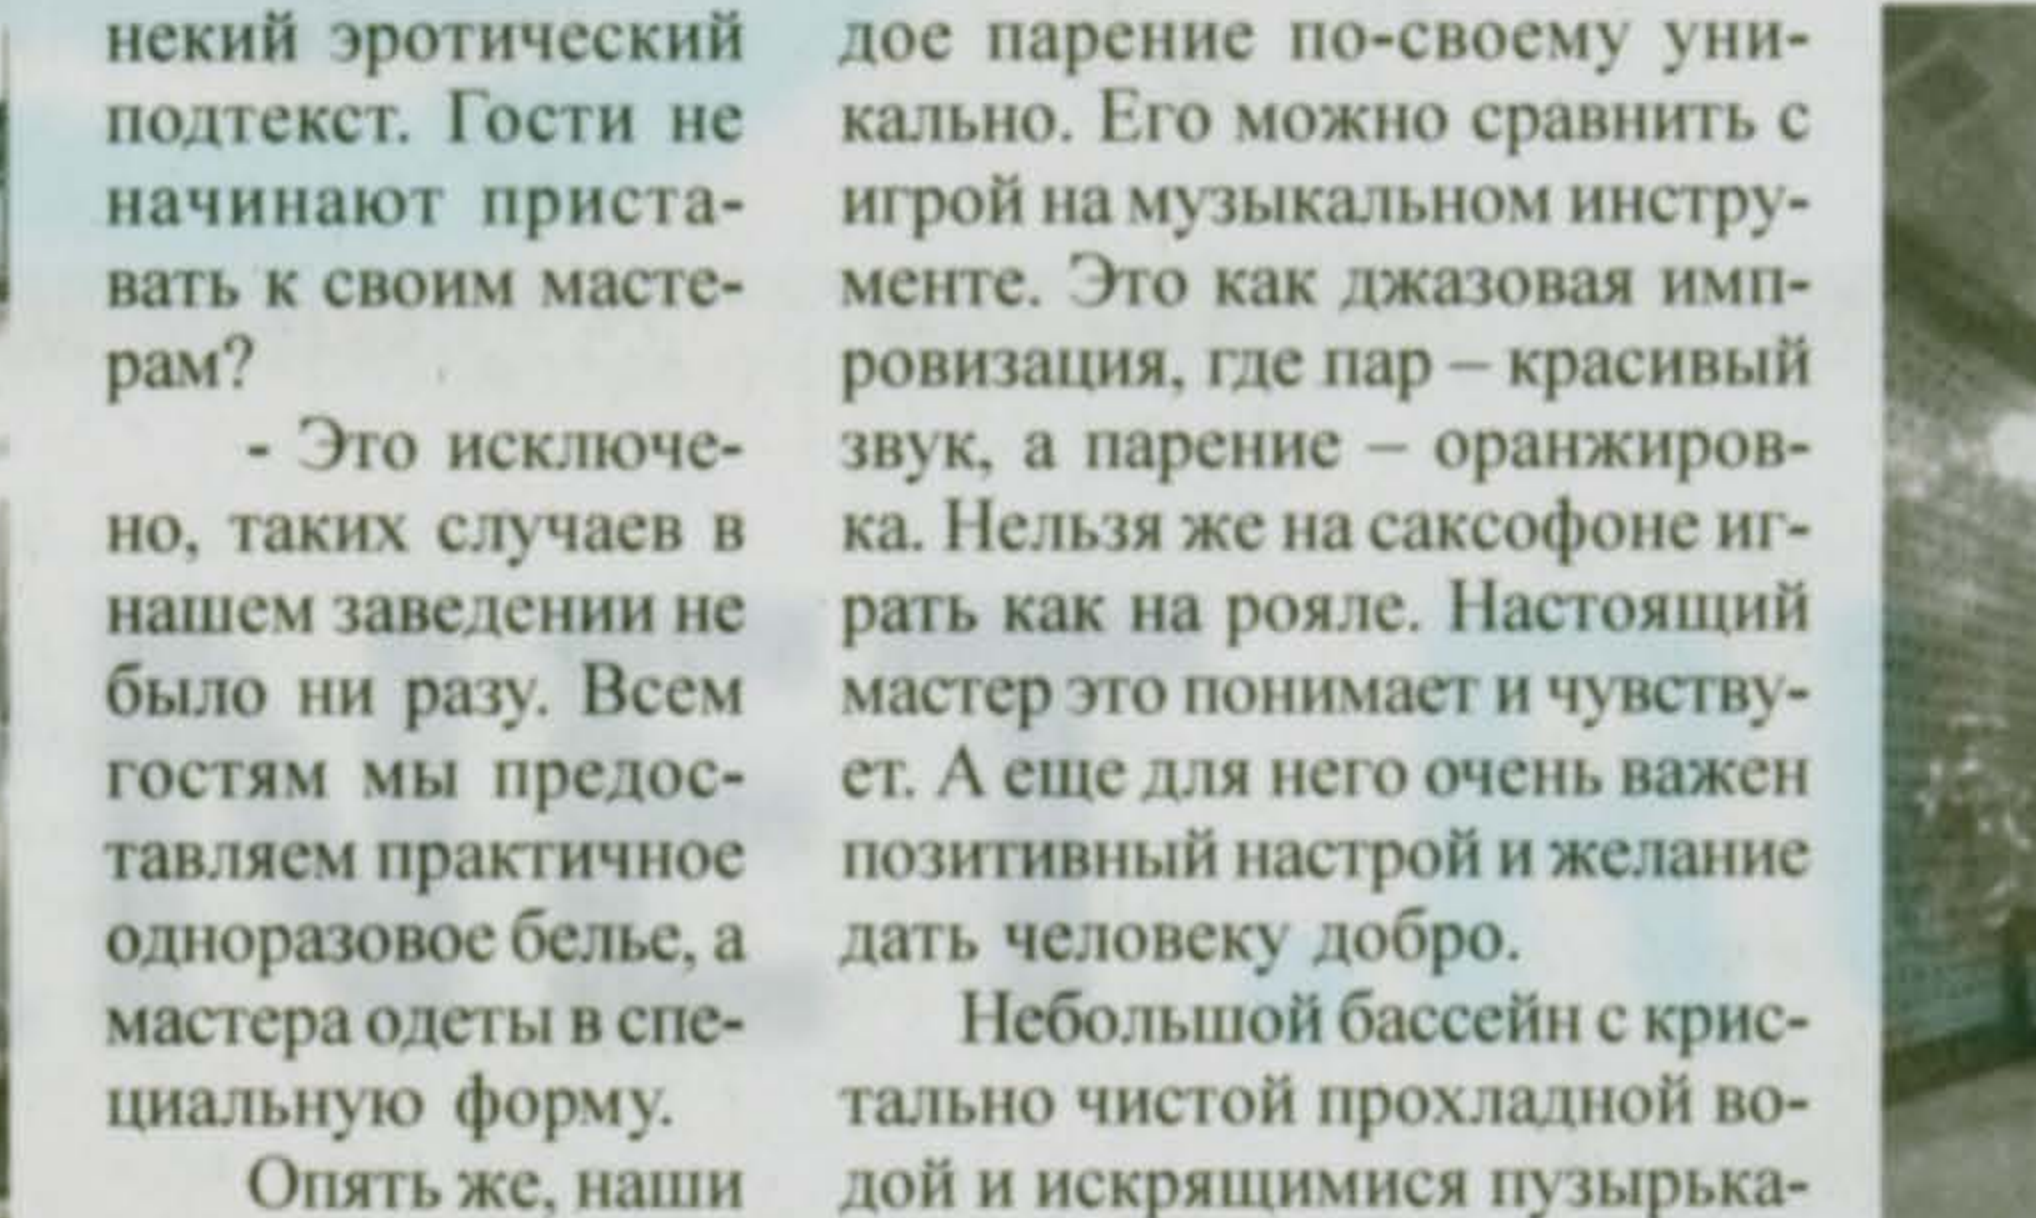 некий эротический
подтекст. Гости не
начинают приста-
вать к своим масте-
рам?
- Это исключе-
но, таких случаев в
нашем заведении не
было ни разу. Всем
гостям мы предос-
тавляем практичное
одноразовое белье, а
мастера одеты в спе-
циальную форму.
Опять же, наши
дое парение по-своему уни-
кально. Его можно сравнить с
игрой на музыкальном инстру-
менте. Это как джазовая имп-
ровизация, где пар – красивый
звук, а парение – оранжиров-
ка. Нельзя же на саксофоне иг-
рать как на рояле. Настоящий
мастер это понимает и чувству-
ет. А еще для него очень важен
позитивный настрой и желание
дать человеку добро.
Небольшой бассейн с крис-
тально чистой прохладной во-
дой и искрящимися пузырька-